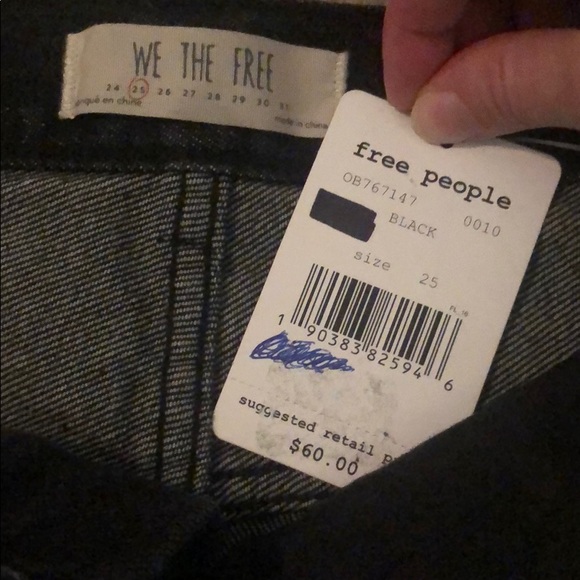 WE THE FREE
24 25 26 27 28 29 30 31
made in china
free people
OB767147 0010
BLACK
size 25
FL_16
1 90383 82594 6
suggested retail
$60.00